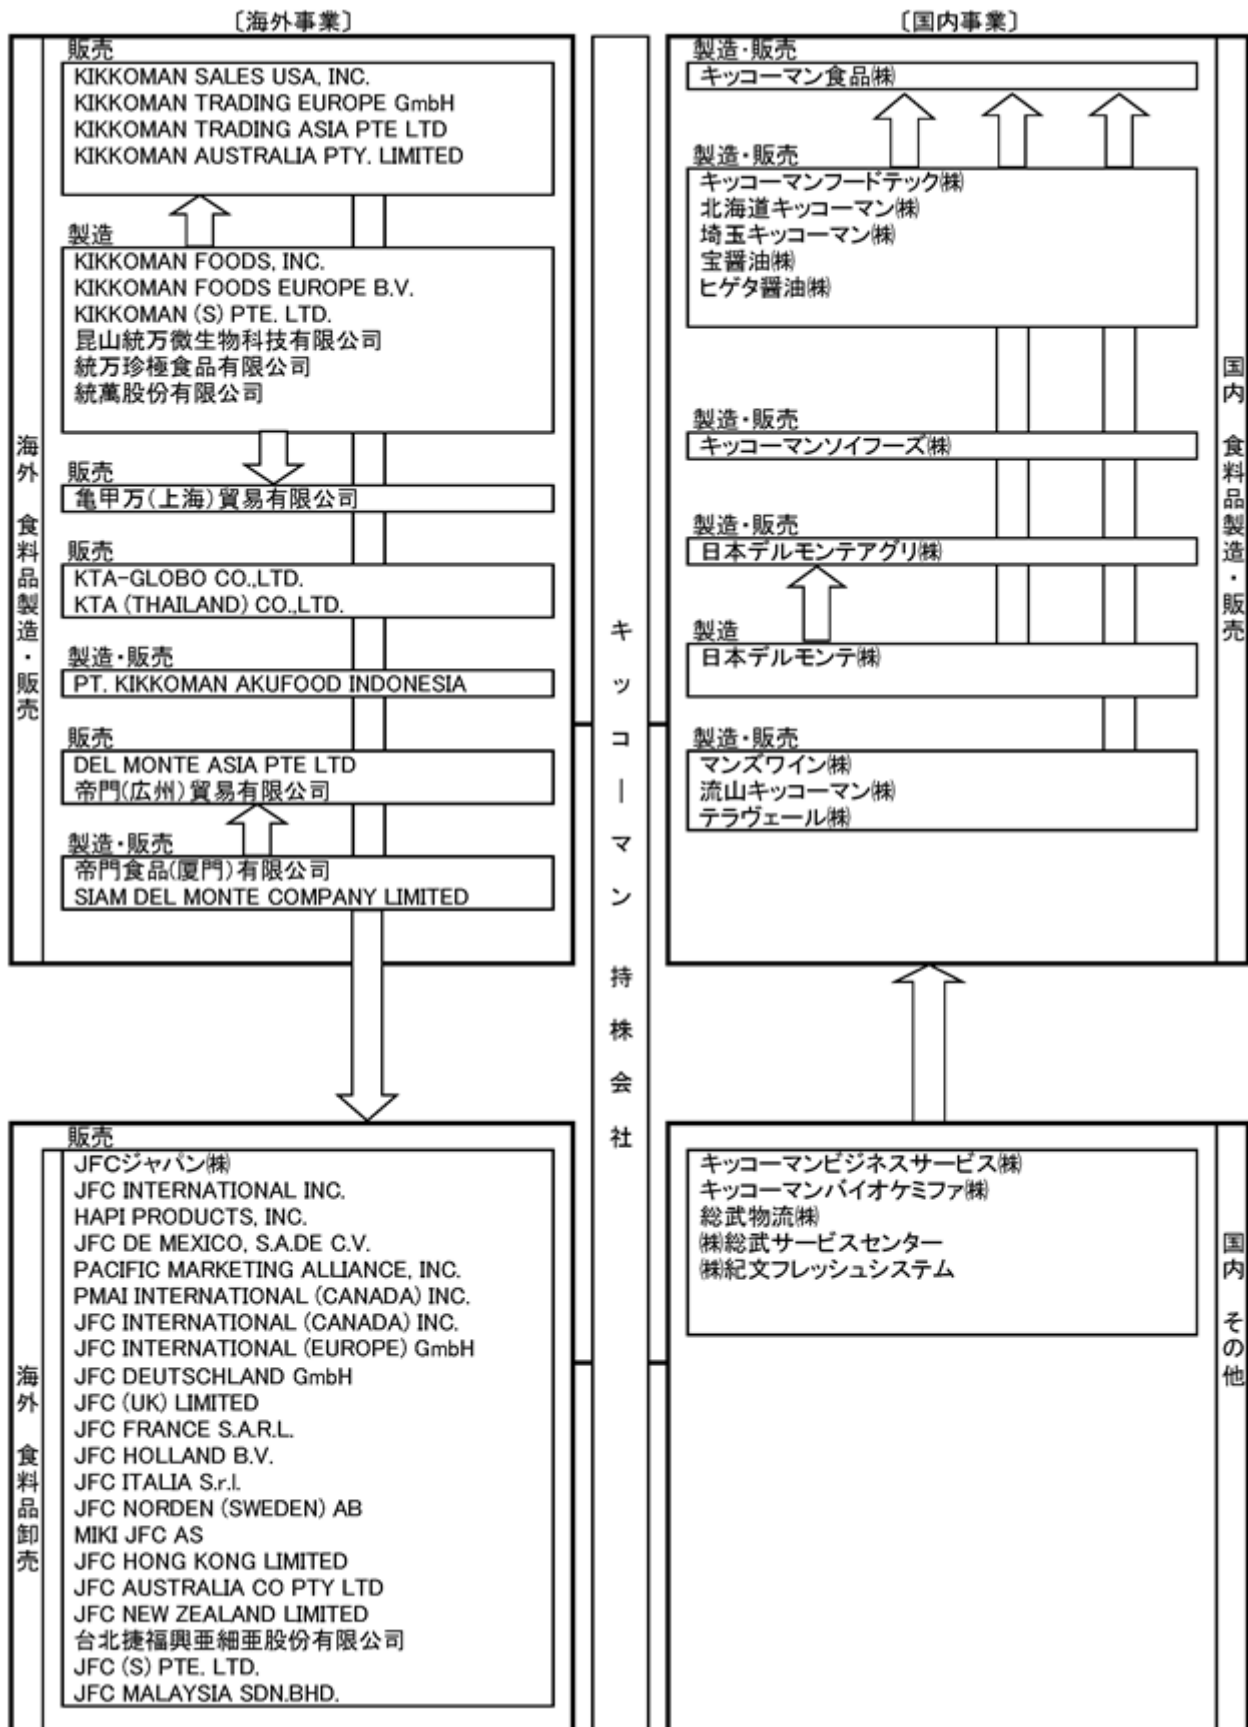 〔海外事業〕
販売
KIKKOMAN SALES USA, INC.
KIKKOMAN TRADING EUROPE GmbH
KIKKOMAN TRADING ASIA PTE LTD
KIKKOMAN AUSTRALIA PTY. LIMITED
製造
KIKKOMAN FOODS, INC.
KIKKOMAN FOODS EUROPE B.V.
KIKKOMAN (S) PTE. LTD.
昆山統万微生物科技有限公司
統万珍極食品有限公司
統萬股份有限公司
販売
亀甲万(上海)貿易有限公司
販売
KTA-GLOBO CO.,LTD.
KTA (THAILAND) CO.,LTD.
製造・販売
PT. KIKKOMAN AKUFOOD INDONESIA
販売
DEL MONTE ASIA PTE LTD
帝門(広州)貿易有限公司
製造・販売
帝門食品(厦門)有限公司
SIAM DEL MONTE COMPANY LIMITED
海外 食料品製造・販売
販売
JFCジャパン㈱
JFC INTERNATIONAL INC.
HAPI PRODUCTS, INC.
JFC DE MEXICO, S.A.DE C.V.
PACIFIC MARKETING ALLIANCE, INC.
PMAI INTERNATIONAL (CANADA) INC.
JFC INTERNATIONAL (CANADA) INC.
JFC INTERNATIONAL (EUROPE) GmbH
JFC DEUTSCHLAND GmbH
JFC (UK) LIMITED
JFC FRANCE S.A.R.L.
JFC HOLLAND B.V.
JFC ITALIA S.r.l.
JFC NORDEN (SWEDEN) AB
MIKI JFC AS
JFC HONG KONG LIMITED
JFC AUSTRALIA CO PTY LTD
JFC NEW ZEALAND LIMITED
台北捷福興亜細亜股份有限公司
JFC (S) PTE. LTD.
JFC MALAYSIA SDN.BHD.
海外 食料品卸売
キッコーマン 持株会社
〔国内事業〕
製造・販売
キッコーマン食品㈱
製造・販売
キッコーマンフードテック㈱
北海道キッコーマン㈱
埼玉キッコーマン㈱
宝醤油㈱
ヒゲタ醤油㈱
製造・販売
キッコーマンソイフーズ㈱
製造・販売
日本デルモンテアグリ㈱
製造
日本デルモンテ㈱
製造・販売
マンズワイン㈱
流山キッコーマン㈱
テラヴェール㈱
国内 食料品製造・販売
キッコーマンビジネスサービス㈱
キッコーマンバイオケミファ㈱
総武物流㈱
㈱総武サービスセンター
㈱紀文フレッシュシステム
国内 その他